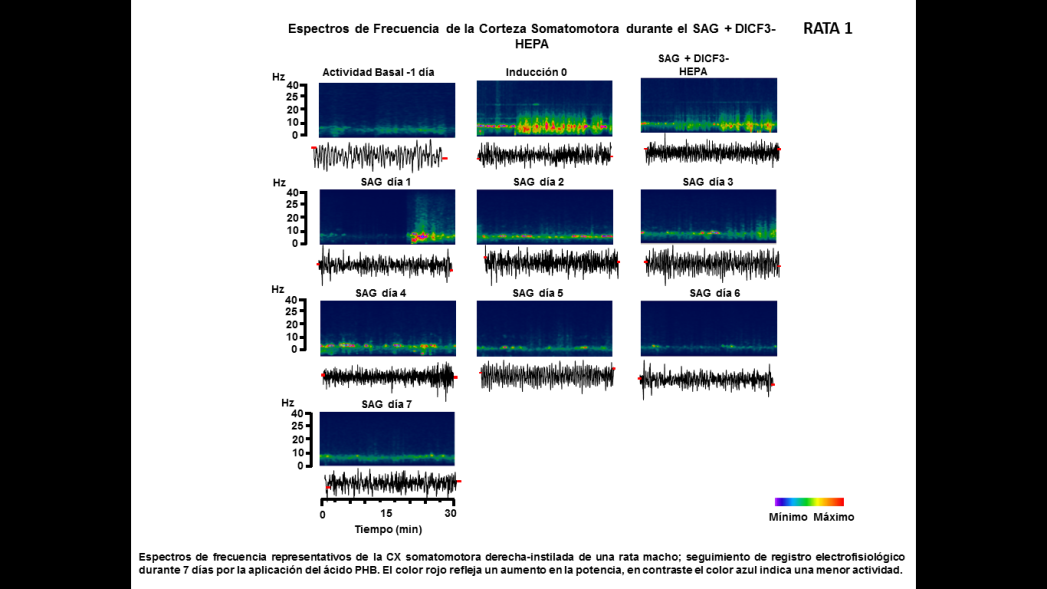 Espectros de Frecuencia de la Corteza Somatomotora durante el SAG + DICF3-
HEPA
RATA 1
Hz
Actividad Basal -1 día
Inducción 0
SAG + DICF3-
HEPA
40
25
20
10
0
Hz
SAG día 1
SAG día 2
SAG día 3
40
25
20
10
0
Hz
SAG día 4
SAG día 5
SAG día 6
40
25
20
10
0
Hz
SAG día 7
40
25
20
10
0
0 15 30
Tiempo (min)
Mínimo Máximo
Espectros de frecuencia representativos de la CX somatomotora derecha-instilada de una rata macho; seguimiento de registro electrofisiológico
durante 7 días por la aplicación del ácido PHB. El color rojo refleja un aumento en la potencia, en contraste el color azul indica una menor actividad.